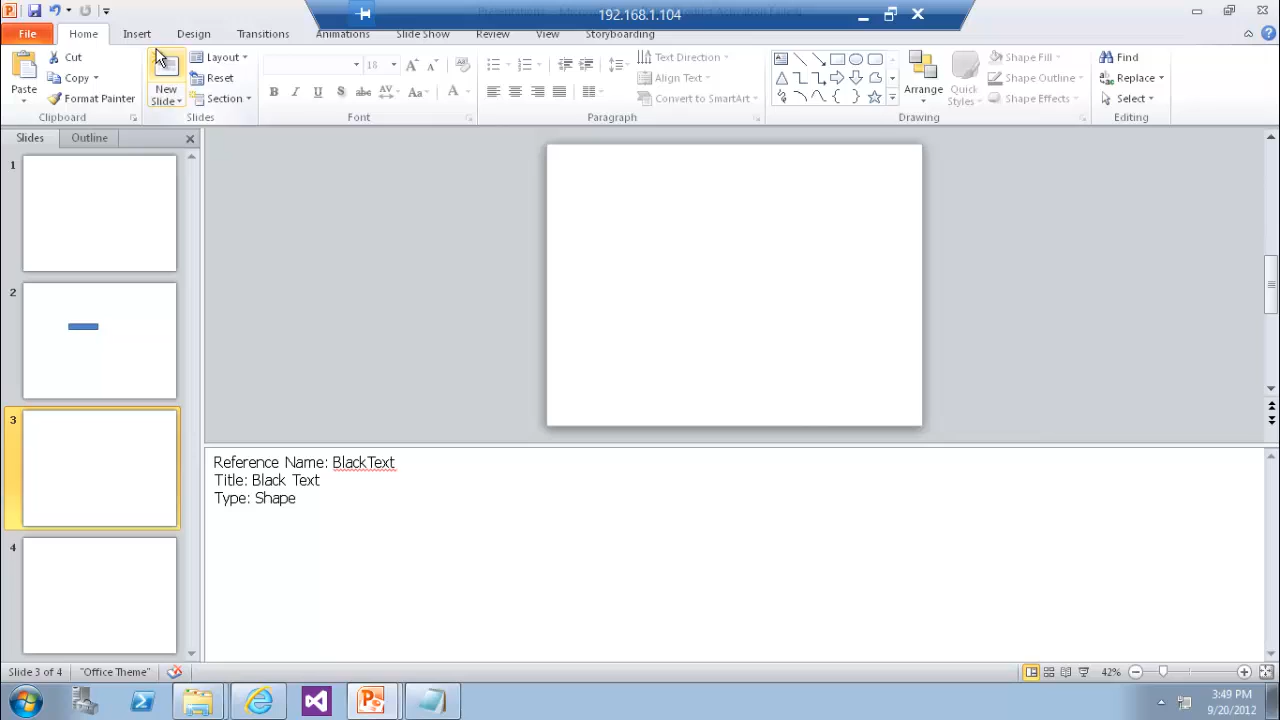 192.168.1.104
File Home Insert Design Transitions Animations Slide Show Review View Storyboarding
Paste
Cut
Copy
Format Painter
Clipboard
New
Slide
Layout
Reset
Section
Slides
18
B I U S abc AV Aa A
Font
Text Direction
Align Text
Convert to SmartArt
Paragraph
Arrange
Quick
Styles
Shape Fill
Shape Outline
Shape Effects
Drawing
Find
Replace
Select
Editing
Slides Outline
1
2
3
4
Reference Name: BlackText
Title: Black Text
Type: Shape
Slide 3 of 4 "Office Theme" 42%
3:49 PM
9/20/2012